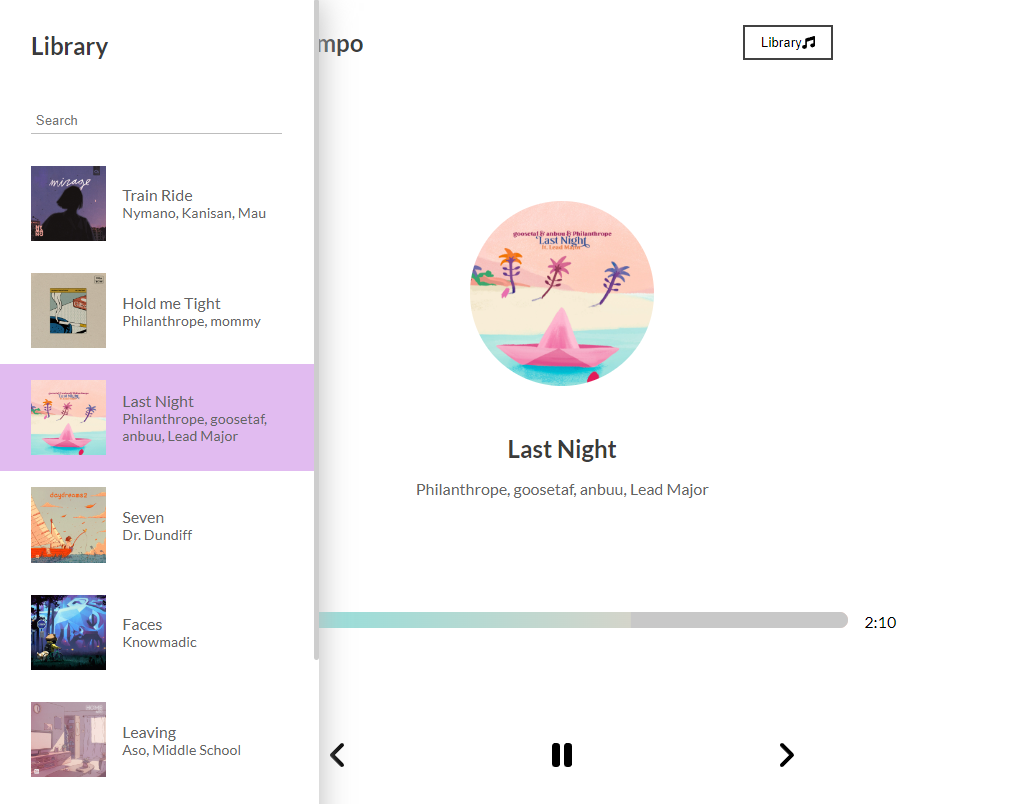 Library
mpo
Library
Search
mirage
Train Ride
Nymano, Kanisan, Mau
Hold me Tight
Philanthrope, mommy
Last Night
Philanthrope, goosetaf,
anbuu, Lead Major
daydreams
Seven
Dr. Dundiff
Faces
Knowmadic
Leaving
Aso, Middle School
goosetaf & anbuu & Philanthrope
Last Night
ft. Lead Major
Last Night
Philanthrope, goosetaf, anbuu, Lead Major
2:10